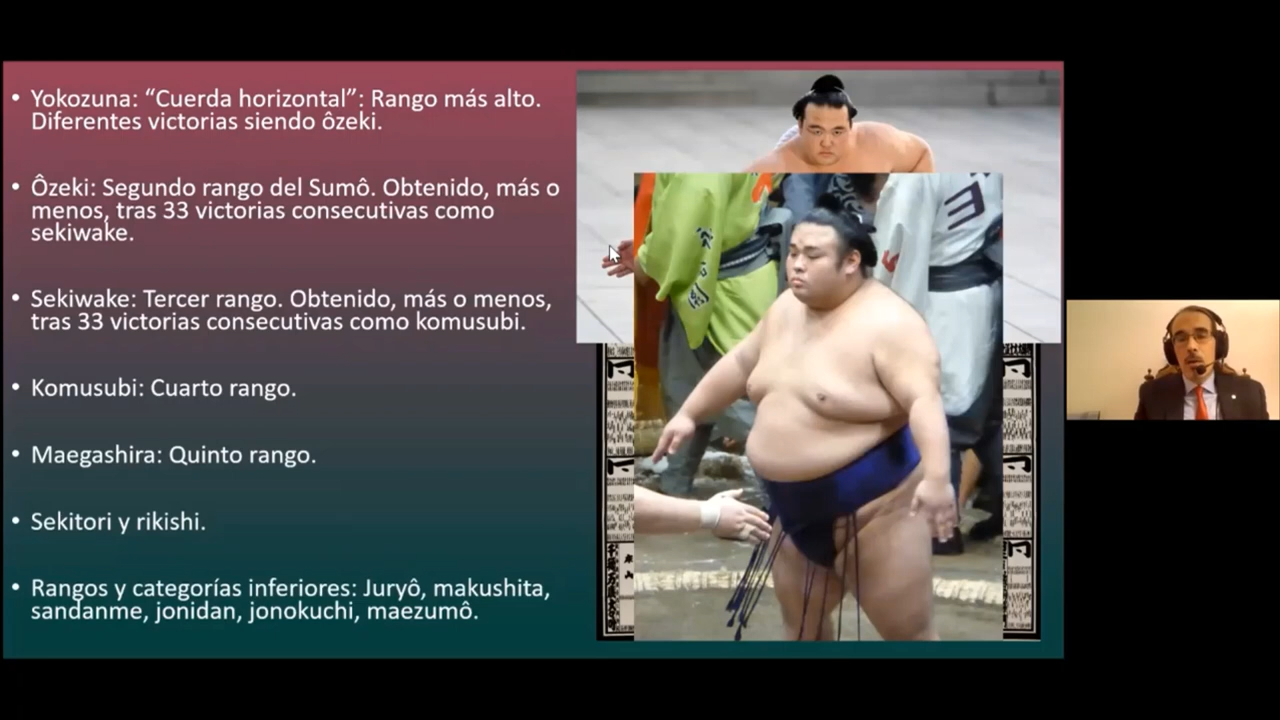 • Yokozuna: “Cuerda horizontal”: Rango más alto.
Diferentes victorias siendo ôzeki.
• Ôzeki: Segundo rango del Sumô. Obtenido, más o
menos, tras 33 victorias consecutivas como
sekiwake.
• Sekiwake: Tercer rango. Obtenido, más o menos,
tras 33 victorias consecutivas como komusubi.
• Komusubi: Cuarto rango.
• Maegashira: Quinto rango.
• Sekitori y rikishi.
• Rangos y categorías inferiores: Juryô, makushita,
sandanme, jonidan, jonokuchi, maezumô.